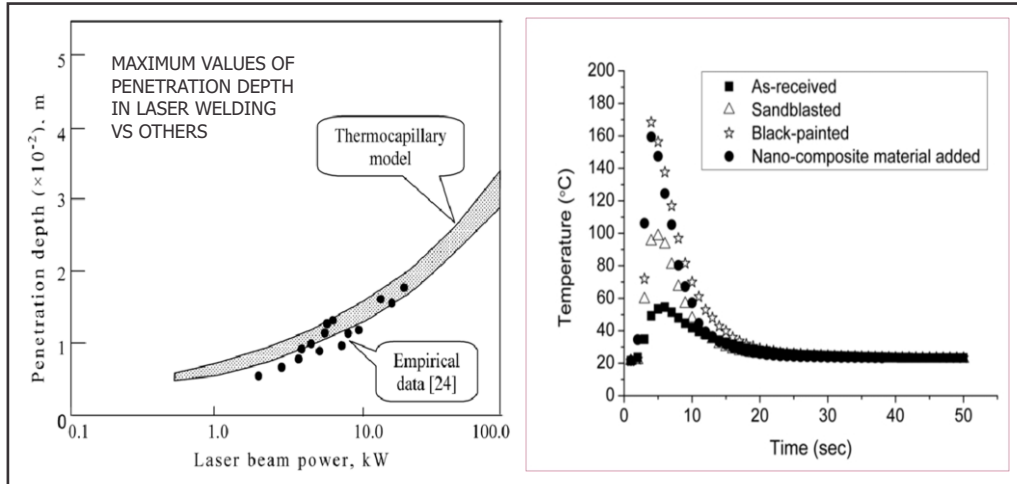 MAXIMUM VALUES OF
PENETRATION DEPTH
IN LASER WELDING
VS OTHERS
Penetration depth (×10⁻²), m
5
4
3
2
1
0
Thermocapillary
model
Empirical
data [24]
0.1
1.0
10.0
100.0
Laser beam power, kW
Temperature (°C)
200
180
160
140
120
100
80
60
40
20
0
As-received
Sandblasted
Black-painted
Nano-composite material added
0
10
20
30
40
50
Time (sec)